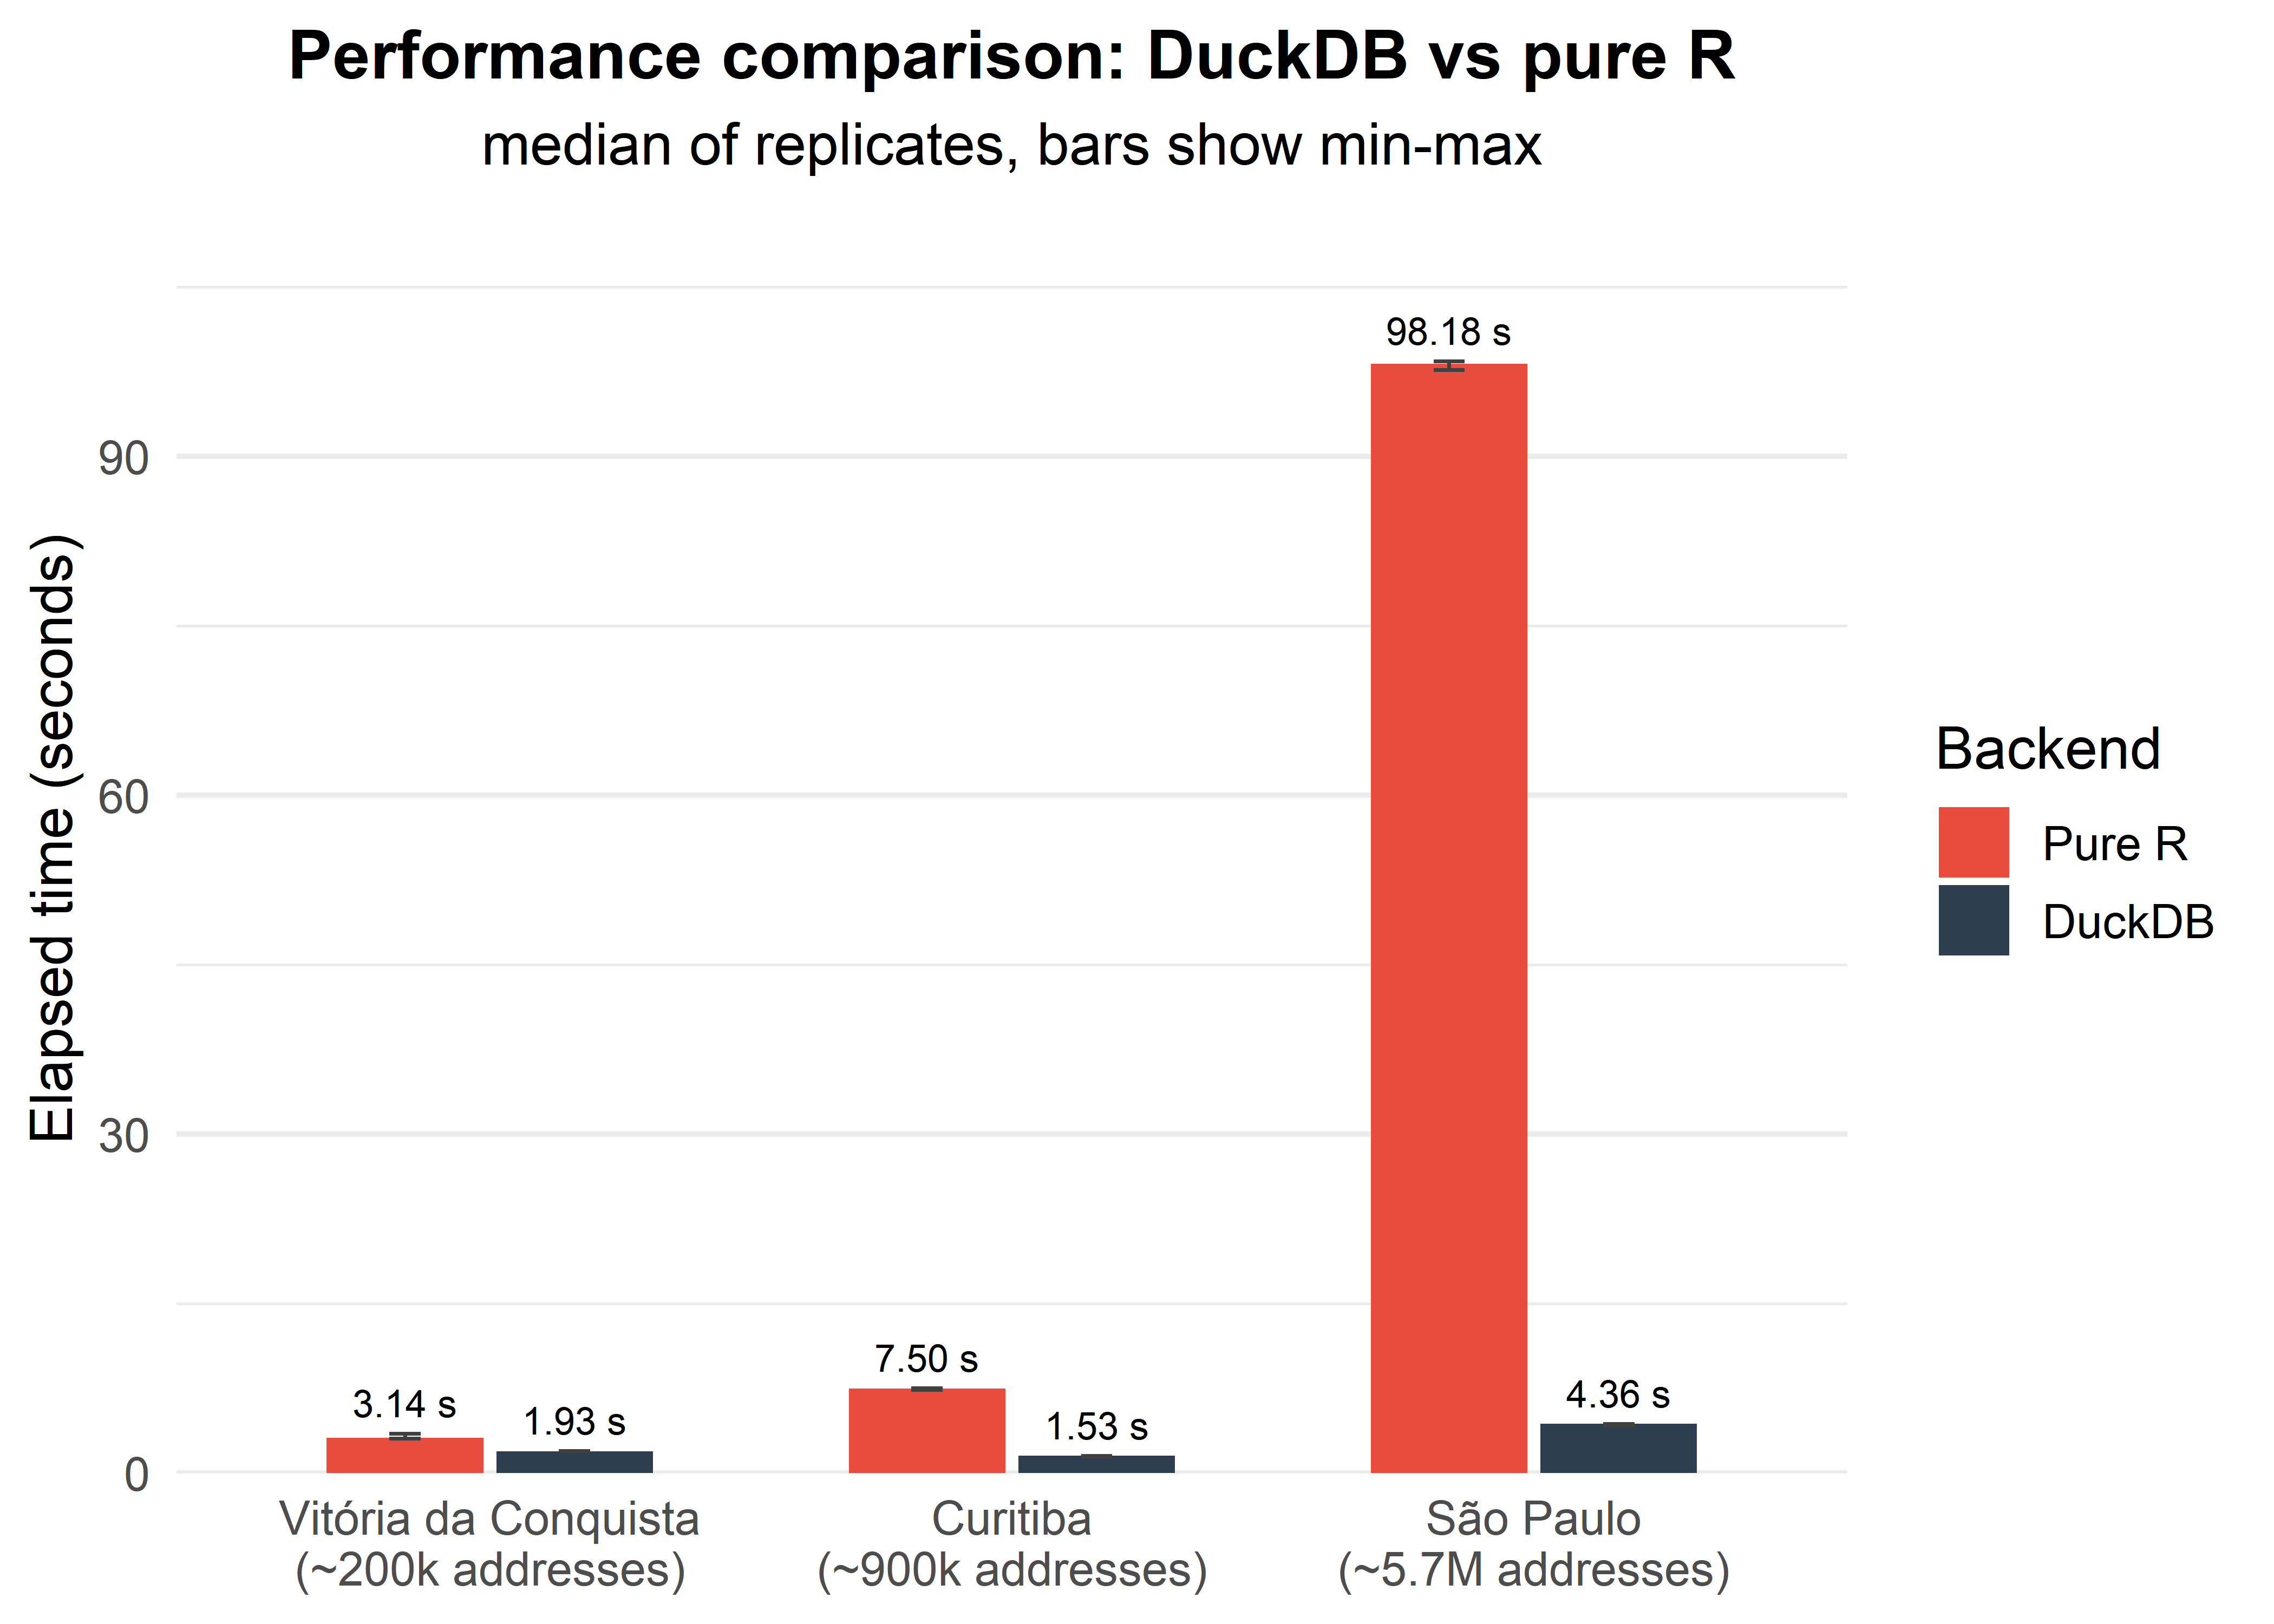 Performance comparison: DuckDB vs pure R
median of replicates, bars show min-max
Elapsed time (seconds)
90
60
30
0
98.18 s
7.50 s
4.36 s
3.14 s
1.93 s
1.53 s
Vitória da Conquista
(~200k addresses)
Curitiba
(~900k addresses)
São Paulo
(~5.7M addresses)
Backend
Pure R
DuckDB